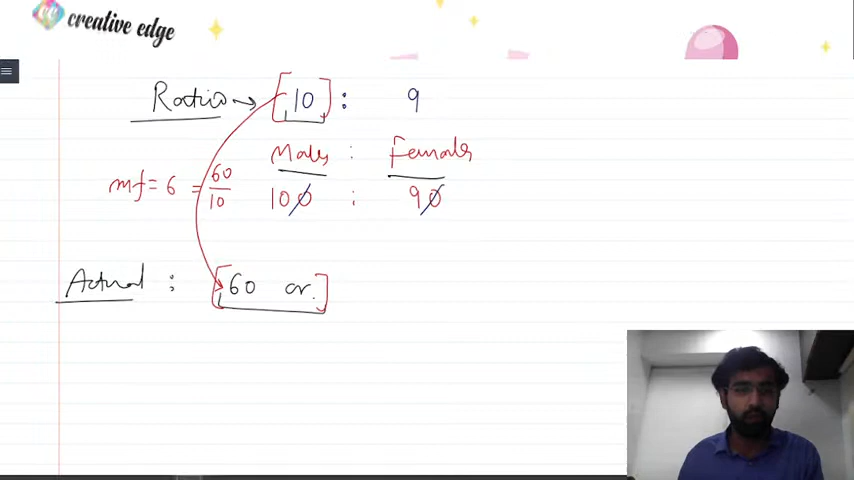 creative edge
Ratio → [10] : 9
Males : Females
mf = 6 = 60/10
100 : 90
Actual : [60 cr.]